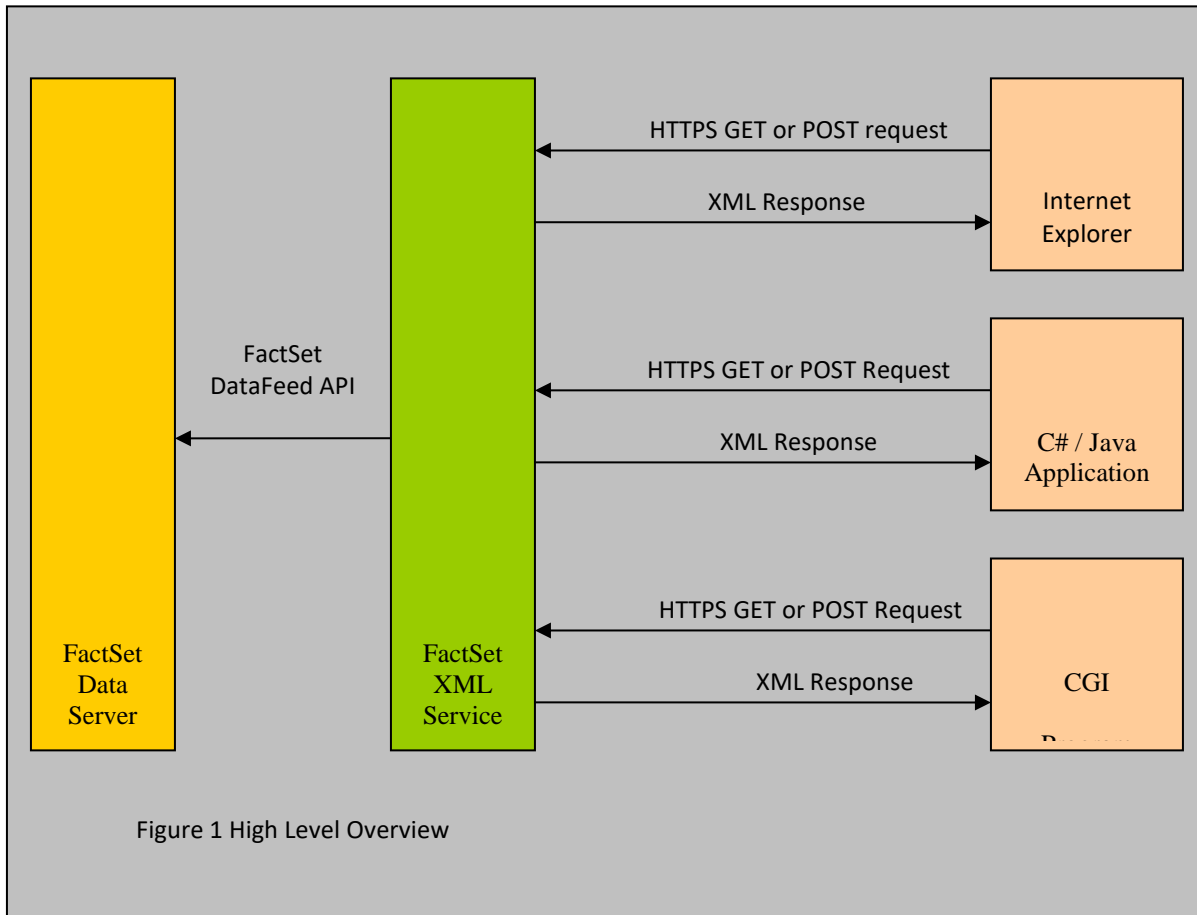 HTTPS GET or POST request
XML Response
Internet
Explorer
FactSet
DataFeed API
HTTPS GET or POST Request
XML Response
C# / Java
Application
HTTPS GET or POST Request
XML Response
CGI
FactSet
Data
Server
FactSet
XML
Service
Figure 1 High Level Overview